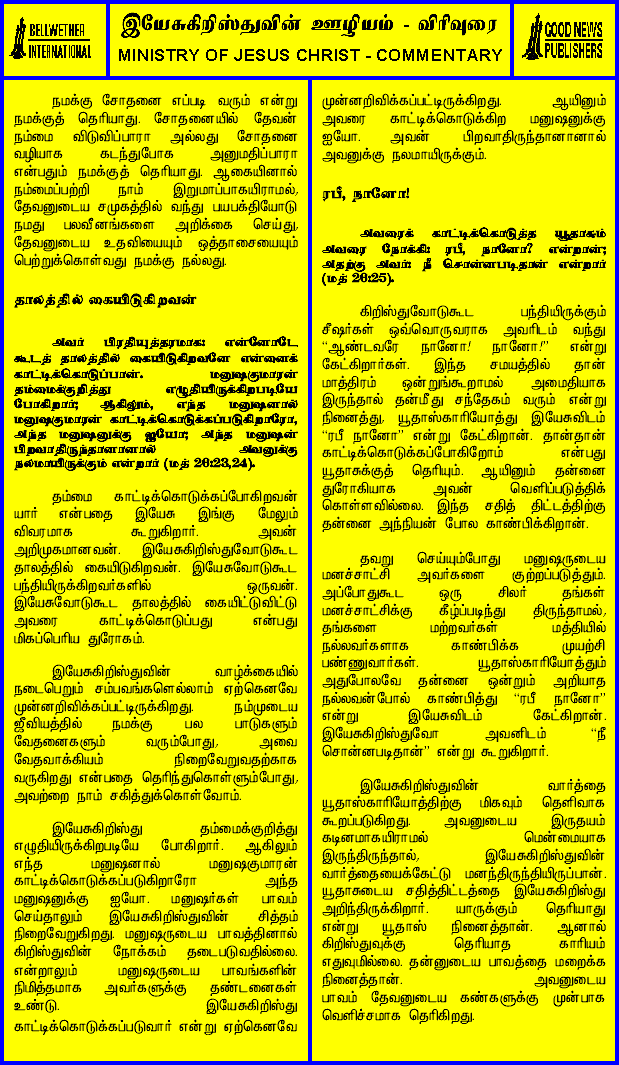 BELLWETHER
INTERNATIONAL
இயேசுகிறிஸ்துவின் ஊழியம் - விரிவுரை
MINISTRY OF JESUS CHRIST - COMMENTARY
GOOD NEWS
PUBLISHERS
நமக்கு சோதனை எப்படி வரும் என்று
நமக்குத் தெரியாது. சோதனையில் தேவன்
நம்மை விடுவிப்பாரா அல்லது சோதனை
வழியாக கடந்துபோக அனுமதிப்பாரா
என்பதும் நமக்குத் தெரியாது. ஆகையினால்
நம்மைப்பற்றி நாம் இறுமாப்பாகயிராமல்,
தேவனுடைய சமுகத்தில் வந்து பயபக்தியோடு
நமது பலவீனங்களை அறிக்கை செய்து,
தேவனுடைய உதவியையும் ஒத்தாசையையும்
பெற்றுக்கொள்வது நமக்கு நல்லது.
தாலத்தில் கையிடுகிறவன்
அவர் பிரதியுத்தரமாக: என்னோடே
கூடத் தாலத்தில் கையிடுகிறவனே என்னைக்
காட்டிக்கொடுப்பான். மனுஷகுமாரன்
தம்மைக்குறித்து எழுதியிருக்கிறபடியே
போகிறார்; ஆகிலும், எந்த மனுஷனால்
மனுஷகுமாரன் காட்டிக்கொடுக்கப்படுகிறாரோ,
அந்த மனுஷனுக்கு ஐயோ; அந்த மனுஷன்
பிறவாதிருந்தானானால் அவனுக்கு
நலமாயிருக்கும் என்றார் (மத் 26:23,24).
தம்மை காட்டிக்கொடுக்கப்போகிறவன்
யார் என்பதை இயேசு இங்கு மேலும்
விவரமாக கூறுகிறார். அவன்
அறிமுகமானவன். இயேசுகிறிஸ்துவோடுகூட
தாலத்தில் கையிடுகிறவன். இயேசுவோடுகூட
பந்தியிருக்கிறவர்களில் ஒருவன்.
இயேசுவோடுகூட தாலத்தில் கையிட்டுவிட்டு
அவரை காட்டிக்கொடுப்பது என்பது
மிகப்பெரிய துரோகம்.
இயேசுகிறிஸ்துவின் வாழ்க்கையில்
நடைபெறும் சம்பவங்களெல்லாம் ஏற்கெனவே
முன்னறிவிக்கப்பட்டிருக்கிறது. நம்முடைய
ஜீவியத்தில் நமக்கு பல பாடுகளும்
வேதனைகளும் வரும்போது, அவை
வேதவாக்கியம் நிறைவேறுவதற்காக
வருகிறது என்பதை தெரிந்துகொள்ளும்போது,
அவற்றை நாம் சகித்துக்கொள்வோம்.
இயேசுகிறிஸ்து தம்மைக்குறித்து
எழுதியிருக்கிறபடியே போகிறார். ஆகிலும்
எந்த மனுஷனால் மனுஷகுமாரன்
காட்டிக்கொடுக்கப்படுகிறாரோ அந்த
மனுஷனுக்கு ஐயோ. மனுஷர்கள் பாவம்
செய்தாலும் இயேசுகிறிஸ்துவின் சித்தம்
நிறைவேறுகிறது. மனுஷருடைய பாவத்தினால்
கிறிஸ்துவின் நோக்கம் தடைபடுவதில்லை.
என்றாலும் மனுஷருடைய பாவங்களின்
நிமித்தமாக அவர்களுக்கு தண்டனைகள்
உண்டு. இயேசுகிறிஸ்து
காட்டிக்கொடுக்கப்படுவார் என்று ஏற்கெனவே
முன்னறிவிக்கப்பட்டிருக்கிறது. ஆயினும்
அவரை காட்டிக்கொடுக்கிற மனுஷனுக்கு
ஐயோ. அவன் பிறவாதிருந்தானானால்
அவனுக்கு நலமாயிருக்கும்.
ரபீ, நானோ!
அவரைக் காட்டிக்கொடுத்த யூதாசும்
அவரை நோக்கி: ரபீ, நானோ? என்றான்;
அதற்கு அவர்: நீ சொன்னபடிதான் என்றார்
(மத் 26:25).
கிறிஸ்துவோடுகூட பந்தியிருக்கும்
சீஷர்கள் ஒவ்வொருவராக அவரிடம் வந்து
“ஆண்டவரே நானோ! நானோ!” என்று
கேட்கிறார்கள். இந்த சமயத்தில் தான்
மாத்திரம் ஒன்றுங்கூறாமல் அமைதியாக
இருந்தால் தன்மீது சந்தேகம் வரும் என்று
நினைத்து, யூதாஸ்காரியோத்து இயேசுவிடம்
“ரபீ நானோ” என்று கேட்கிறான். தான்தான்
காட்டிக்கொடுக்கப்போகிறோம் என்பது
யூதாசுக்குத் தெரியும். ஆயினும் தன்னை
துரோகியாக அவன் வெளிப்படுத்திக்
கொள்ளவில்லை. இந்த சதித் திட்டத்திற்கு
தன்னை அந்நியன் போல காண்பிக்கிறான்.
தவறு செய்யும்போது மனுஷருடைய
மனச்சாட்சி அவர்களை குற்றப்படுத்தும்.
அப்போதுகூட ஒரு சிலர் தங்கள்
மனச்சாட்சிக்கு கீழ்ப்படிந்து திருந்தாமல்,
தங்களை மற்றவர்கள் மத்தியில்
நல்லவர்களாக காண்பிக்க முயற்சி
பண்ணுவார்கள். யூதாஸ்காரியோத்தும்
அதுபோலவே தன்னை ஒன்றும் அறியாத
நல்லவன்போல் காண்பித்து “ரபீ நானோ”
என்று இயேசுவிடம் கேட்கிறான்.
இயேசுகிறிஸ்துவோ அவனிடம் “நீ
சொன்னபடிதான்” என்று கூறுகிறார்.
இயேசுகிறிஸ்துவின் வார்த்தை
யூதாஸ்காரியோத்திற்கு மிகவும் தெளிவாக
கூறப்படுகிறது. அவனுடைய இருதயம்
கடினமாகயிராமல் மென்மையாக
இருந்திருந்தால், இயேசுகிறிஸ்துவின்
வார்த்தையைக்கேட்டு மனந்திருந்தியிருப்பான்.
யூதாசுடைய சதித்திட்டத்தை இயேசுகிறிஸ்து
அறிந்திருக்கிறார். யாருக்கும் தெரியாது
என்று யூதாஸ் நினைத்தான். ஆனால்
கிறிஸ்துவுக்கு தெரியாத காரியம்
எதுவுமில்லை. தன்னுடைய பாவத்தை மறைக்க
நினைத்தான். அவனுடைய
பாவம் தேவனுடைய கண்களுக்கு முன்பாக
வெளிச்சமாக தெரிகிறது.